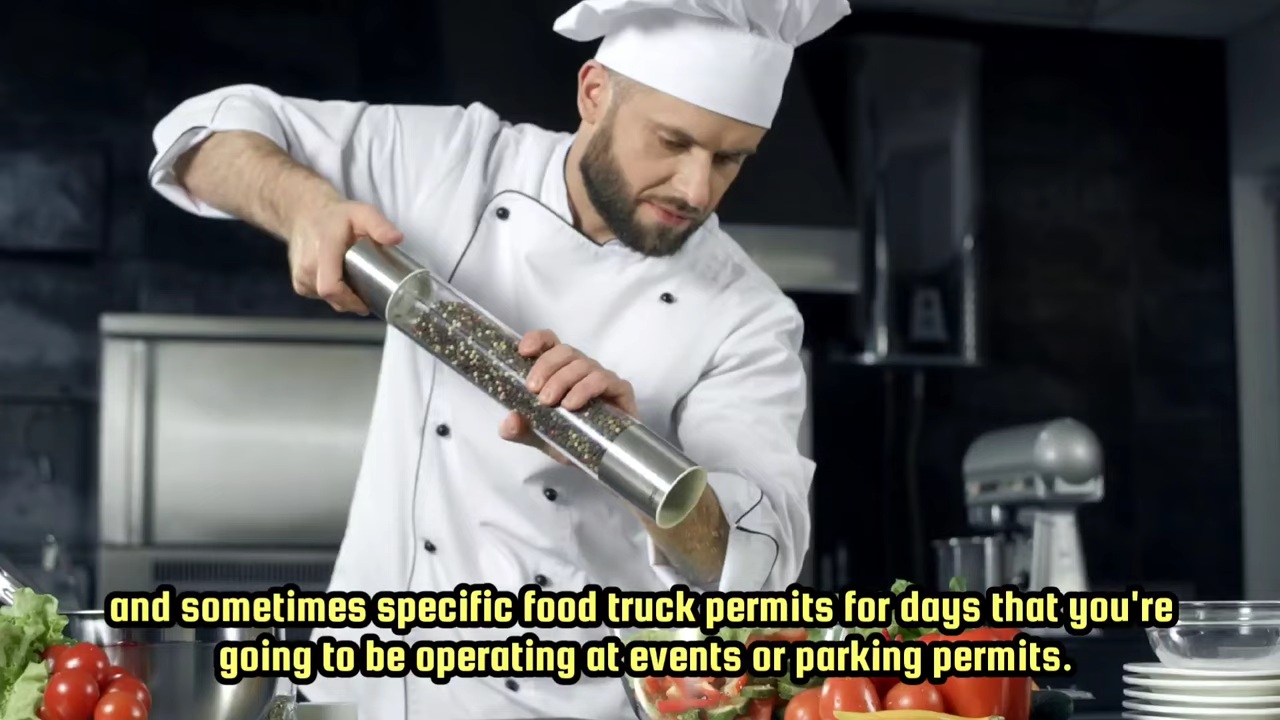 and sometimes specific food truck permits for days that you're
going to be operating at events or parking permits.